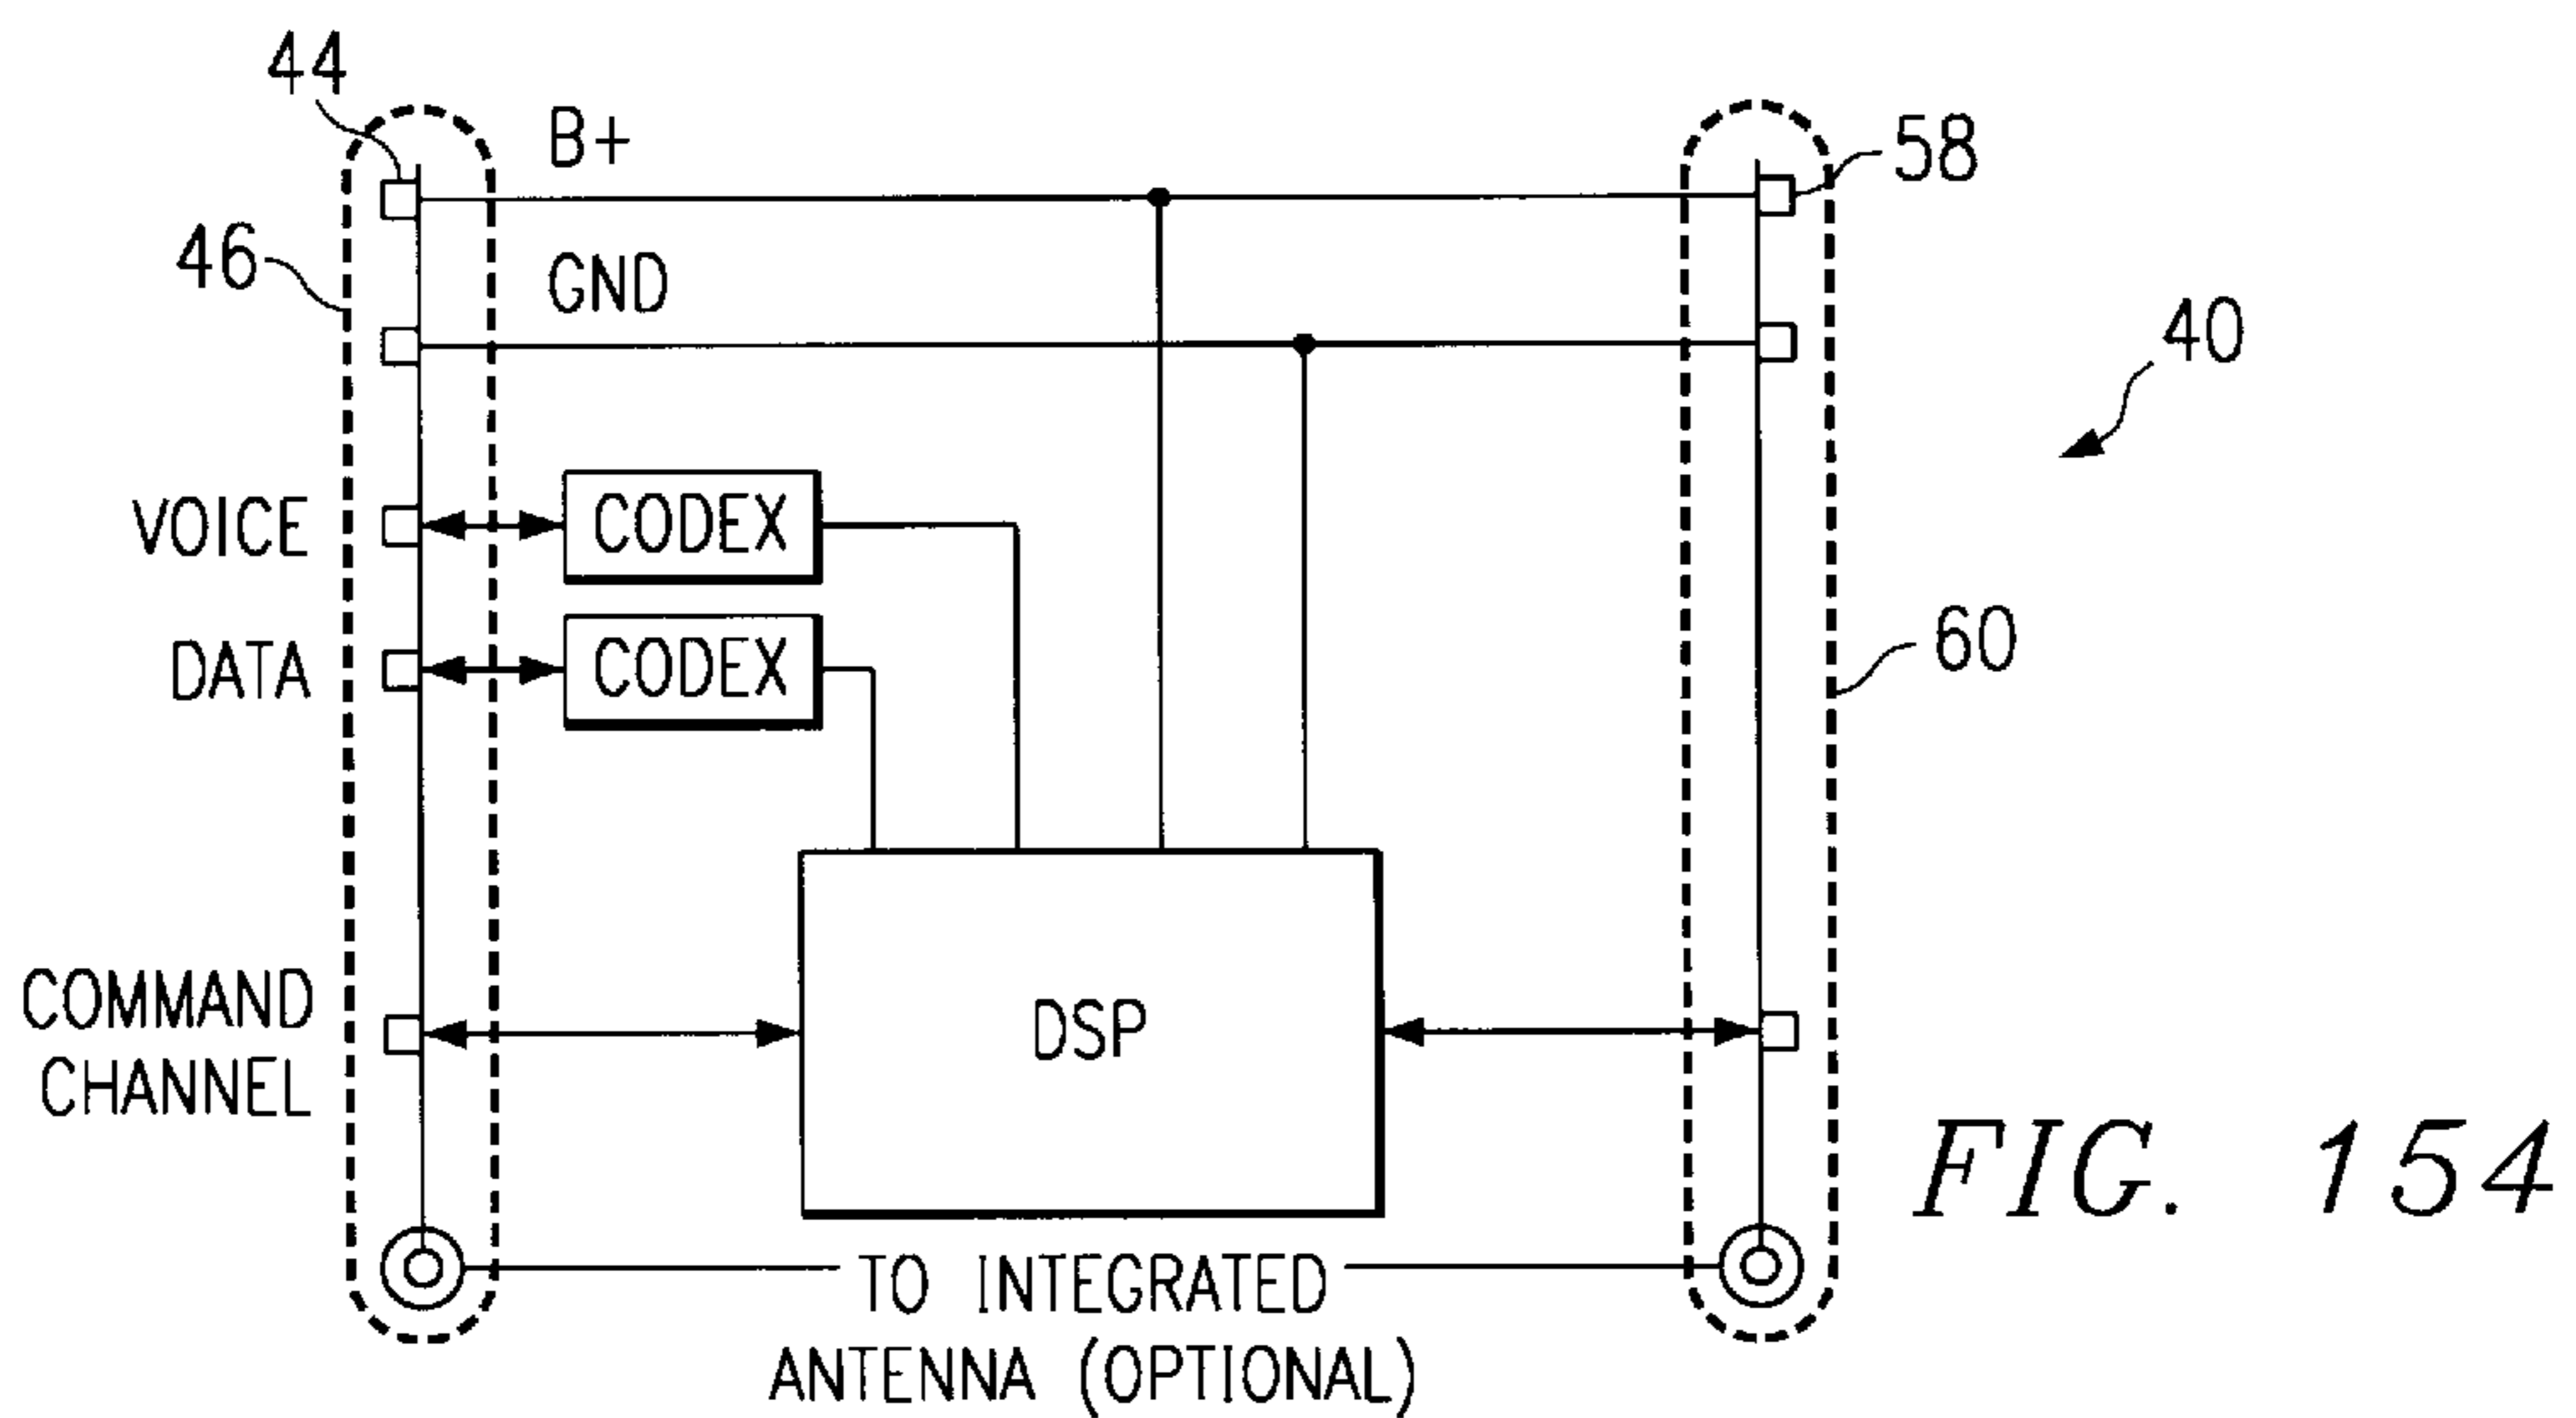 44
B+
58
46
GND
40
VOICE
CODEX
DATA
CODEX
60
COMMAND
CHANNEL
DSP
FIG. 154
TO INTEGRATED
ANTENNA (OPTIONAL)